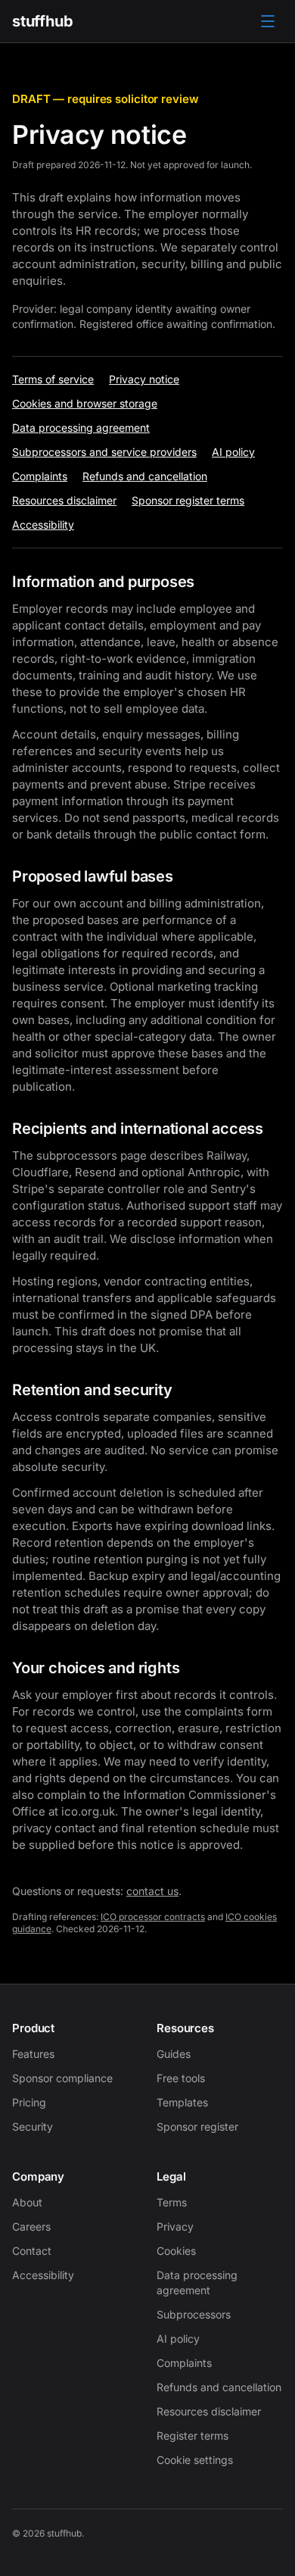 stuffhub
DRAFT — requires solicitor review
Privacy notice
Draft prepared 2026-11-12. Not yet approved for launch.
This draft explains how information moves
through the service. The employer normally
controls its HR records; we process those
records on its instructions. We separately control
account administration, security, billing and public
enquiries.
Provider: legal company identity awaiting owner
confirmation. Registered office awaiting confirmation.
Terms of service Privacy notice
Cookies and browser storage
Data processing agreement
Subprocessors and service providers AI policy
Complaints Refunds and cancellation
Resources disclaimer Sponsor register terms
Accessibility
Information and purposes
Employer records may include employee and
applicant contact details, employment and pay
information, attendance, leave, health or absence
records, right-to-work evidence, immigration
documents, training and audit history. We use
these to provide the employer's chosen HR
functions, not to sell employee data.
Account details, enquiry messages, billing
references and security events help us
administer accounts, respond to requests, collect
payments and prevent abuse. Stripe receives
payment information through its payment
services. Do not send passports, medical records
or bank details through the public contact form.
Proposed lawful bases
For our own account and billing administration,
the proposed bases are performance of a
contract with the individual where applicable,
legal obligations for required records, and
legitimate interests in providing and securing a
business service. Optional marketing tracking
requires consent. The employer must identify its
own bases, including any additional condition for
health or other special-category data. The owner
and solicitor must approve these bases and the
legitimate-interest assessment before
publication.
Recipients and international access
The subprocessors page describes Railway,
Cloudflare, Resend and optional Anthropic, with
Stripe's separate controller role and Sentry's
configuration status. Authorised support staff may
access records for a recorded support reason,
with an audit trail. We disclose information when
legally required.
Hosting regions, vendor contracting entities,
international transfers and applicable safeguards
must be confirmed in the signed DPA before
launch. This draft does not promise that all
processing stays in the UK.
Retention and security
Access controls separate companies, sensitive
fields are encrypted, uploaded files are scanned
and changes are audited. No service can promise
absolute security.
Confirmed account deletion is scheduled after
seven days and can be withdrawn before
execution. Exports have expiring download links.
Record retention depends on the employer's
duties; routine retention purging is not yet fully
implemented. Backup expiry and legal/accounting
retention schedules require owner approval; do
not treat this draft as a promise that every copy
disappears on deletion day.
Your choices and rights
Ask your employer first about records it controls.
For records we control, use the complaints form
to request access, correction, erasure, restriction
or portability, to object, or to withdraw consent
where it applies. We may need to verify identity,
and rights depend on the circumstances. You can
also complain to the Information Commissioner's
Office at ico.org.uk. The owner's legal identity,
privacy contact and final retention schedule must
be supplied before this notice is approved.
Questions or requests: contact us.
Drafting references: ICO processor contracts and ICO cookies
guidance. Checked 2026-11-12.
Product
Features
Sponsor compliance
Pricing
Security
Resources
Guides
Free tools
Templates
Sponsor register
Company
About
Careers
Contact
Accessibility
Legal
Terms
Privacy
Cookies
Data processing
agreement
Subprocessors
AI policy
Complaints
Refunds and cancellation
Resources disclaimer
Register terms
Cookie settings
© 2026 stuffhub.